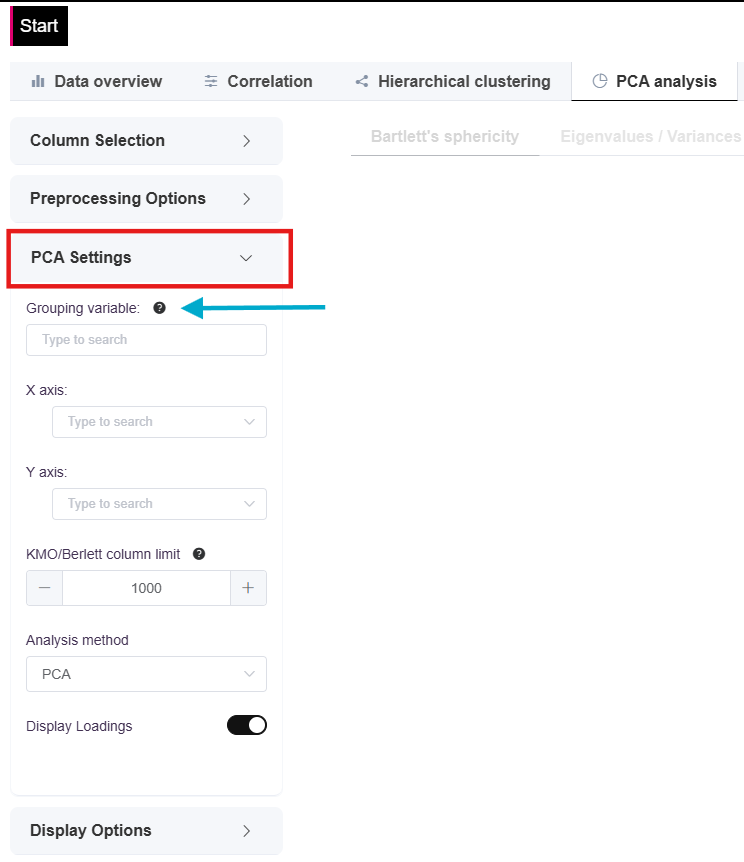 Start
Data overview
Correlation
Hierarchical clustering
PCA analysis
Column Selection
Bartlett's sphericity
Eigenvalues / Variances
Preprocessing Options
PCA Settings
Grouping variable: ?
Type to search
X axis:
Type to search
Y axis:
Type to search
KMO/Berlett column limit ?
− 1000 +
Analysis method
PCA
Display Loadings
Display Options